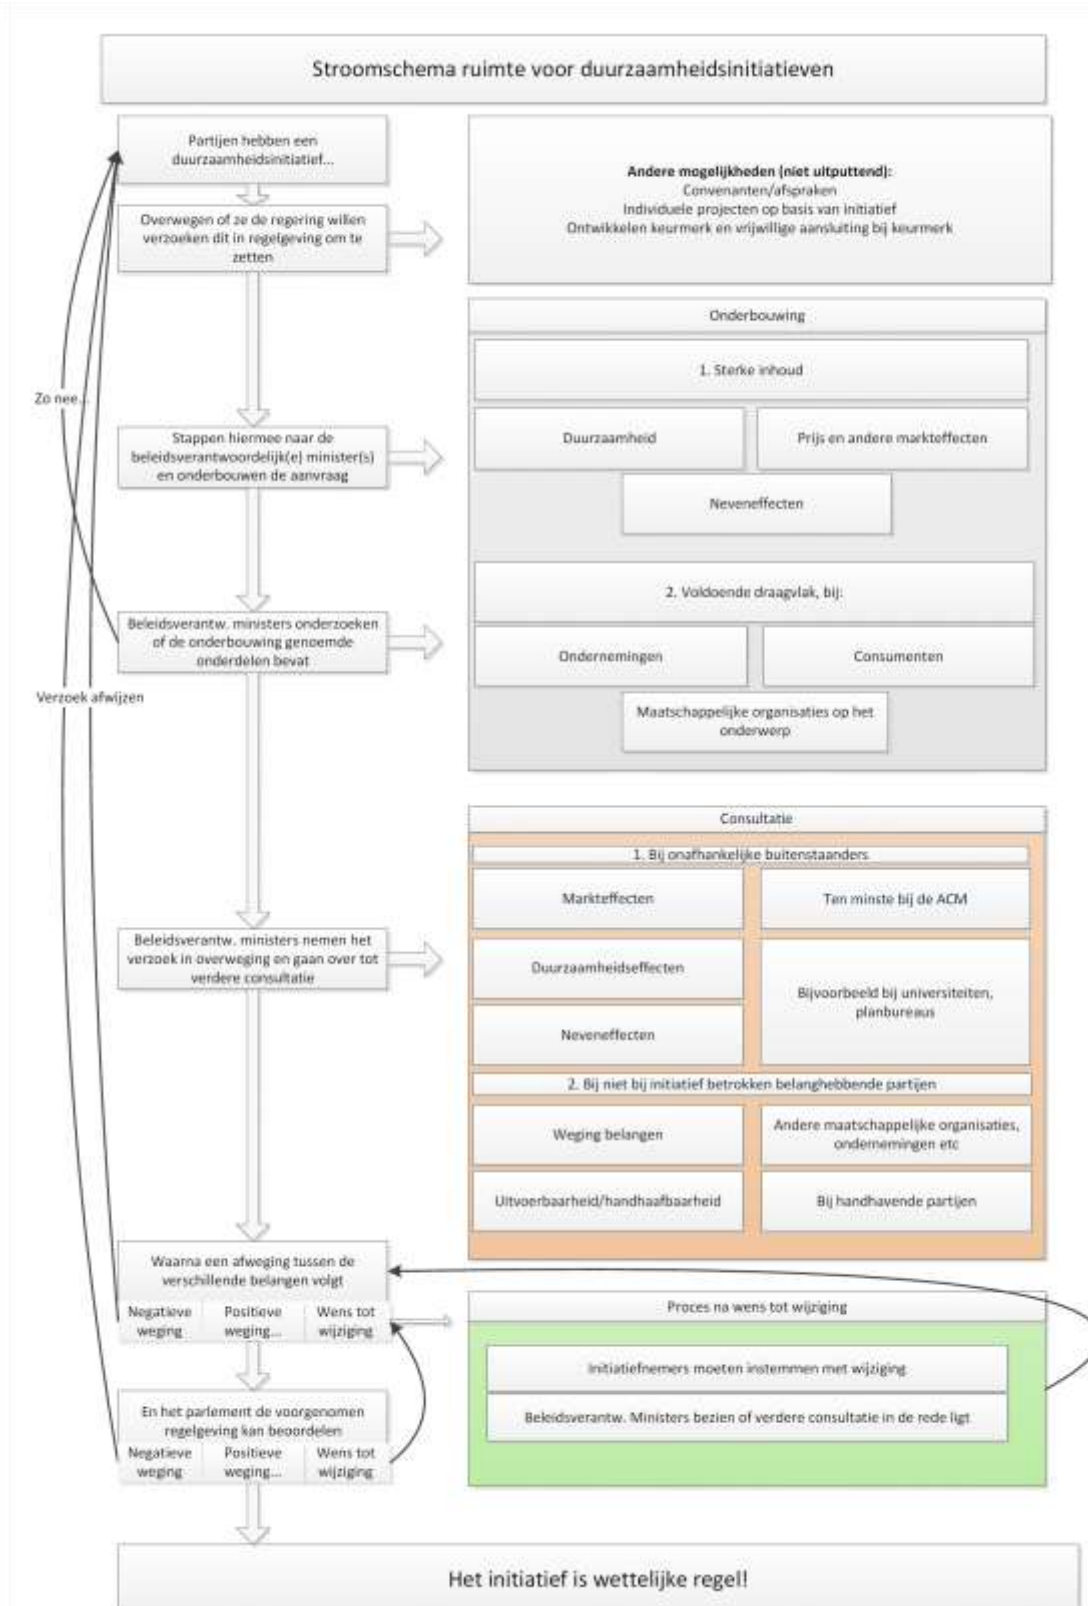 Stroomschema ruimte voor duurzaamheidsinitiatieven
Partijen hebben een
duurzaamheidsinitiatief...
Overwegen of ze de regering willen
verzoeken dit in regelgeving om te
zetten
Andere mogelijkheden (niet uitputtend):
Convenanten/afspraken
Individuele projecten op basis van initiatief
Ontwikkelen keurmerk en vrijwillige aansluiting bij keurmerk
Onderbouwing
1. Sterke inhoud
Zo nee...
Stappen hiermee naar de
beleidsverantwoordelijk(e) minister(s)
en onderbouwen de aanvraag
Duurzaamheid
Prijs en andere markteffecten
Neveneffecten
2. Voldoende draagvlak, bij:
Beleidsverantw. ministers onderzoeken
of de onderbouwing genoemde
onderdelen bevat
Ondernemingen
Consumenten
Verzoek afwijzen
Maatschappelijke organisaties op het
onderwerp
Consultatie
1. Bij onafhankelijke buitenstaanders
Markteffecten
Ten minste bij de ACM
Beleidsverantw. ministers nemen het
verzoek in overweging en gaan over tot
verdere consultatie
Duurzaamheidseffecten
Bijvoorbeeld bij universiteiten,
planbureaus
Neveneffecten
2. Bij niet bij initiatief betrokken belanghebbende partijen
Weging belangen
Andere maatschappelijke organisaties,
ondernemingen etc
Uitvoerbaarheid/handhaafbaarheid
Bij handhavende partijen
Waarna een afweging tussen de
verschillende belangen volgt
Negatieve
weging
Positieve
weging...
Wens tot
wijziging
Proces na wens tot wijziging
Initiatiefnemers moeten instemmen met wijziging
Beleidsverantw. Ministers bezien of verdere consultatie in de rede ligt
En het parlement de voorgenomen
regelgeving kan beoordelen
Negatieve
weging
Positieve
weging...
Wens tot
wijziging
Het initiatief is wettelijke regel!